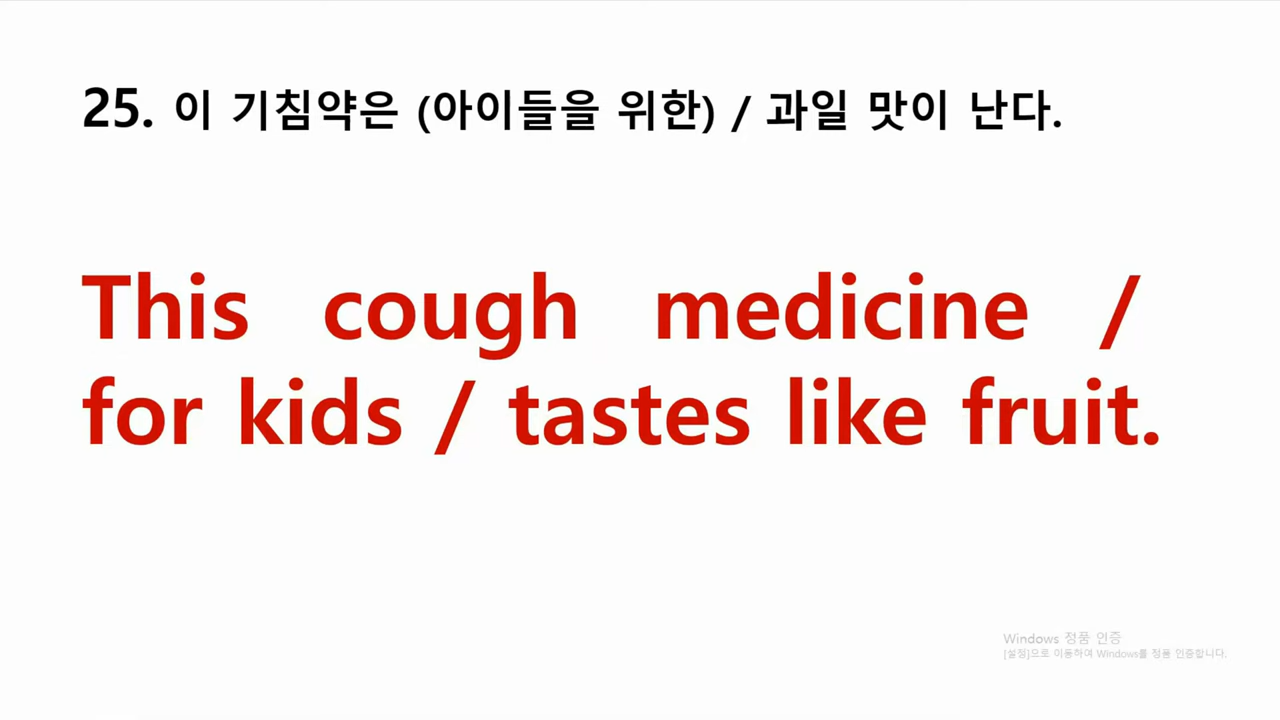 25. 이 기침약은 (아이들을 위한) / 과일 맛이 난다.
This cough medicine /
for kids / tastes like fruit.
Windows 정품 인증
[설정]으로 이동하여 Windows를 정품 인증합니다.